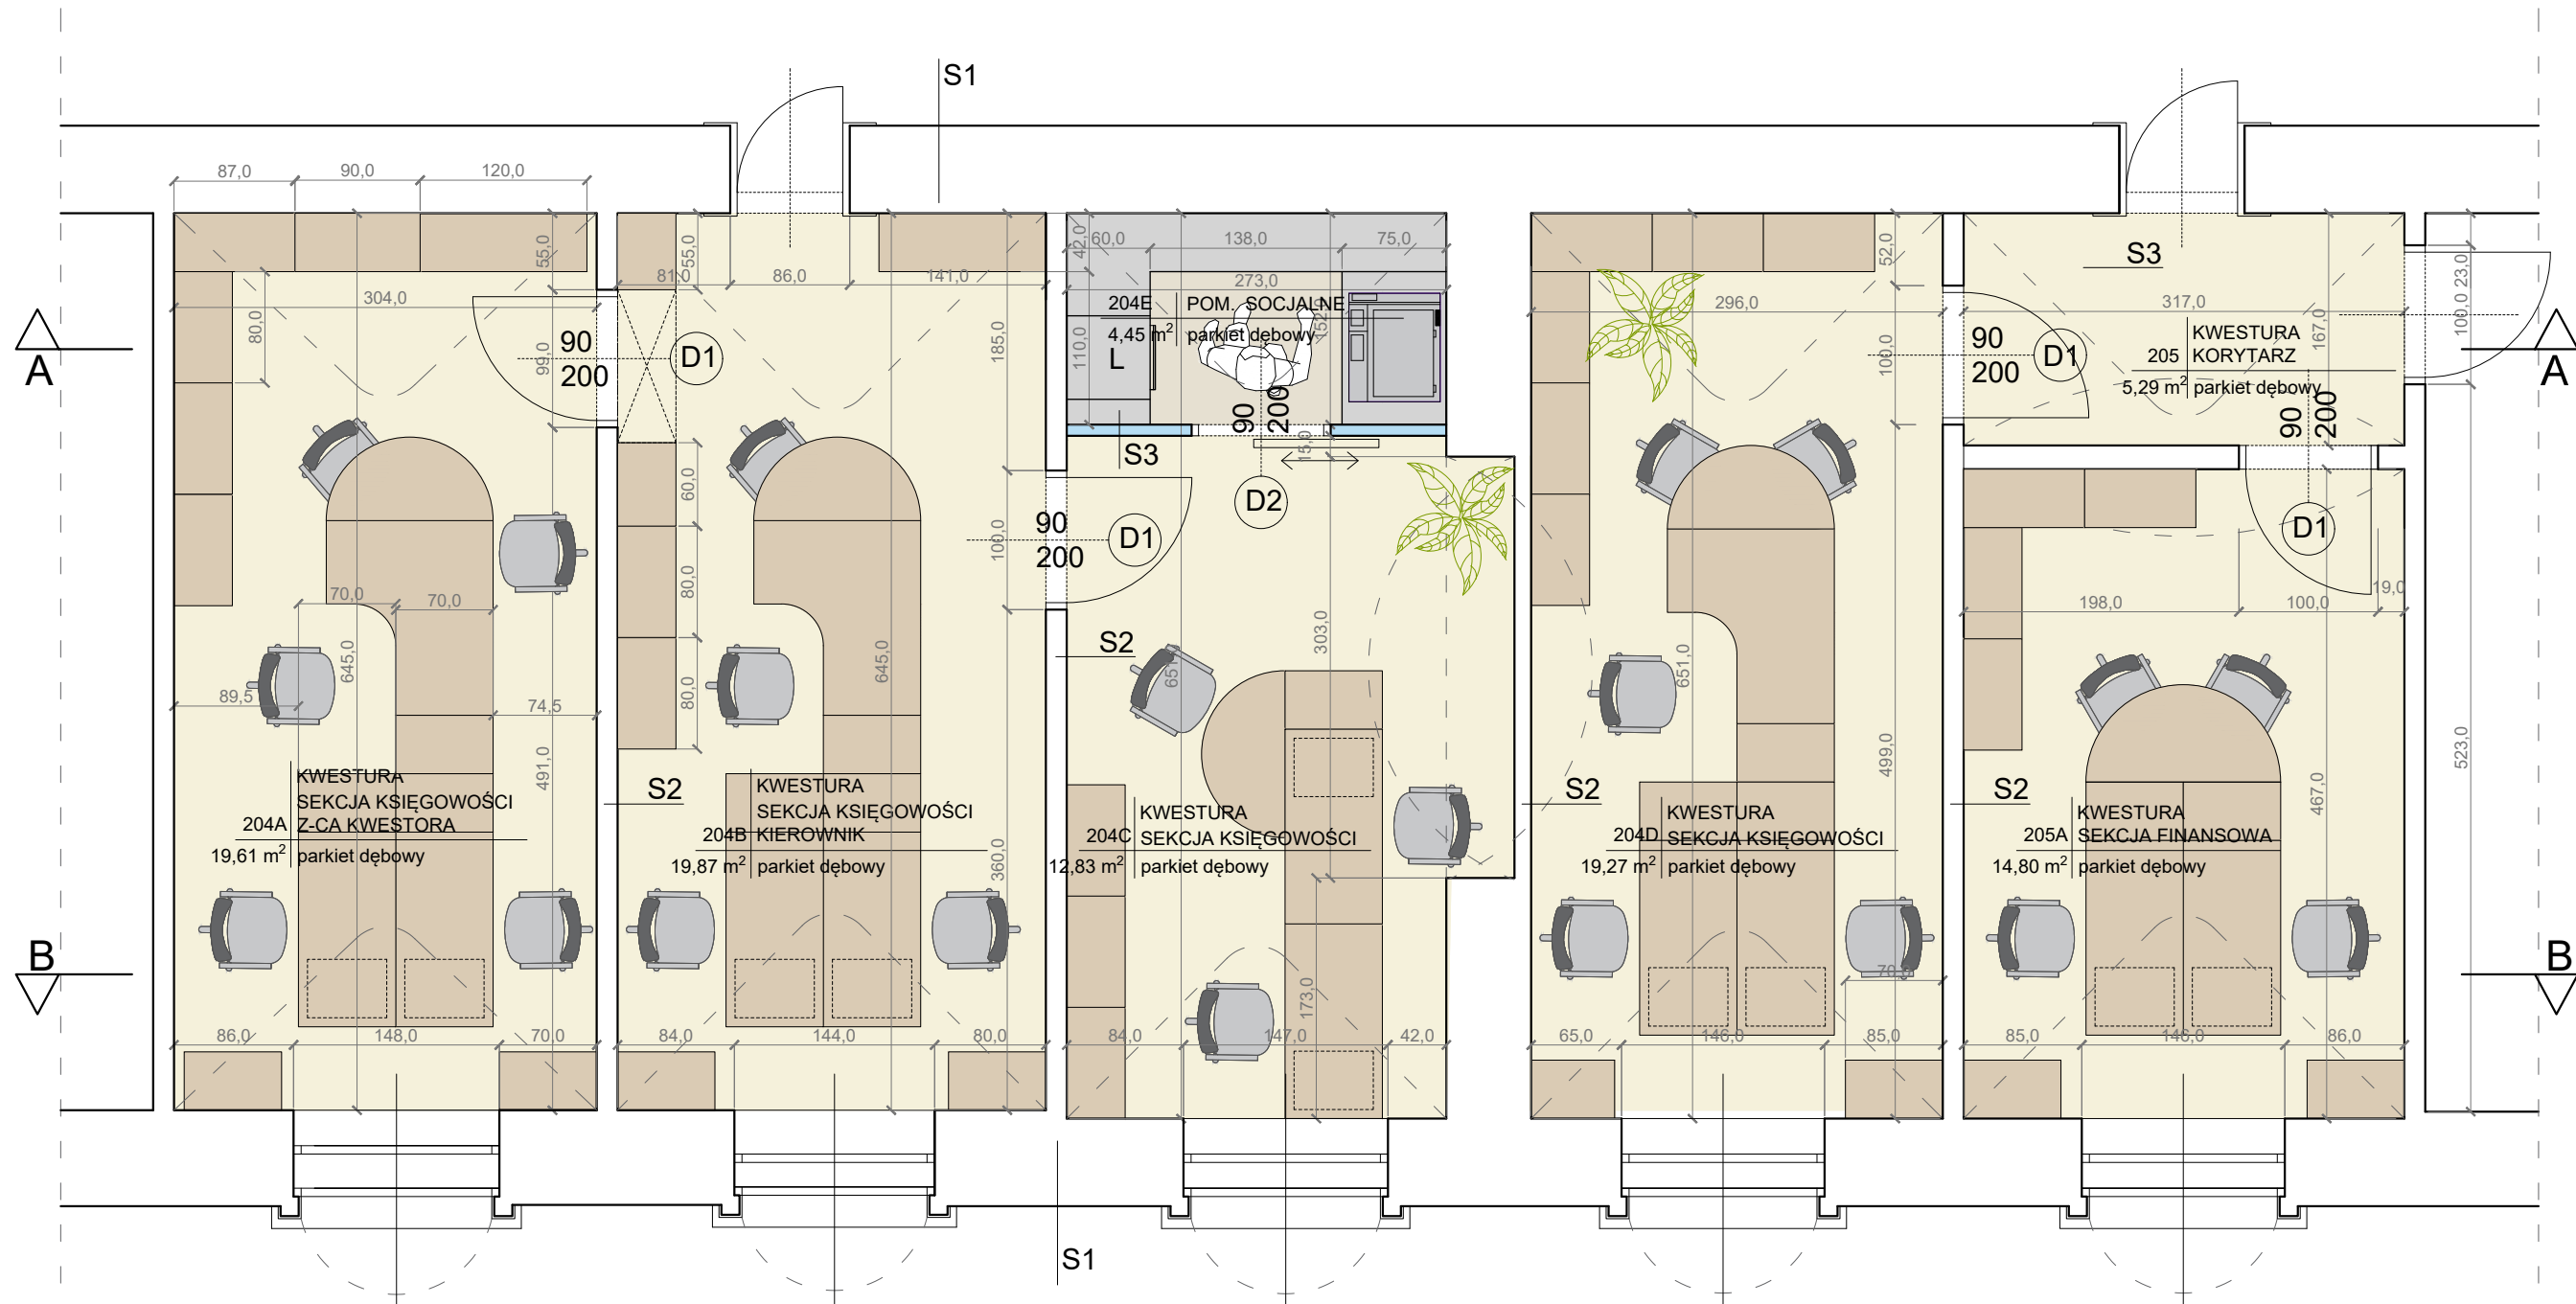 S1
87,0
90,0
120,0
55,0
304,0
80,0
99,0
90
200
D1
70,0
70,0
645,0
89,5
74,5
491,0
KWESTURA
SEKCJA KSIĘGOWOŚCI
204A Z-CA KWESTORA
19,61 m² parkiet dębowy
86,0
148,0
70,0
55,0
81,0
86,0
141,0
185,0
60,0
80,0
80,0
645,0
100,0
90
200
D1
S2
KWESTURA
SEKCJA KSIĘGOWOŚCI
204B KIEROWNIK
19,87 m² parkiet dębowy
360,0
84,0
144,0
80,0
42,0
60,0
138,0
75,0
273,0
204E POM. SOCJALNE
4,45 m² parkiet dębowy
110,0
L
90
200
15,0
S3
D2
303,0
S2
KWESTURA
204C SEKCJA KSIĘGOWOŚCI
12,83 m² parkiet dębowy
173,0
84,0
147,0
42,0
52,0
296,0
100,0
90
200
D1
651,0
499,0
S2
KWESTURA
204D SEKCJA KSIĘGOWOŚCI
19,27 m² parkiet dębowy
65,0
146,0
85,0
S3
317,0
167,0
KWESTURA
205 KORYTARZ
5,29 m² parkiet dębowy
90
200
D1
23,0
100,0
198,0
100,0
19,0
523,0
467,0
S2
KWESTURA
205A SEKCJA FINANSOWA
14,80 m² parkiet dębowy
85,0
146,0
86,0
A
A
B
B
S1